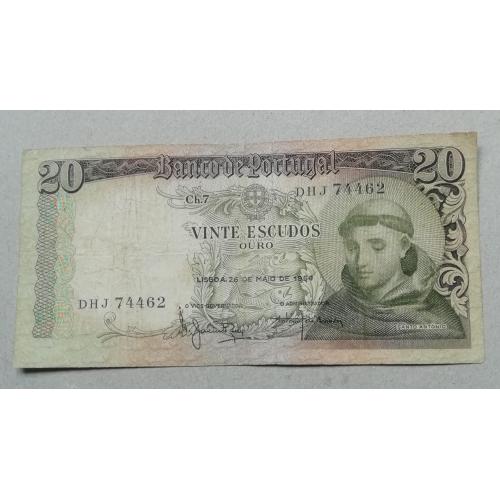 20
Banco de Portugal
20
Ch.7
DHJ 74462
VINTE ESCUDOS
OURO
LISBOA, 26 DE MAIO DE 1964
DHJ 74462
O VICE-GOVERNADOR
O ADMINISTRADOR
SANTO ANTÓNIO